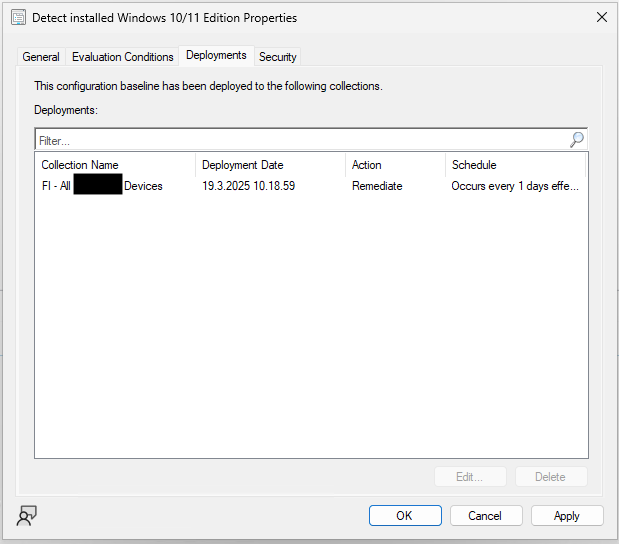 Detect installed Windows 10/11 Edition Properties
General Evaluation Conditions Deployments Security
This configuration baseline has been deployed to the following collections.
Deployments:
Filter...
Collection Name Deployment Date Action Schedule
FI - All Devices 19.3.2025 10.18.59 Remediate Occurs every 1 days effe...
Edit... Delete
OK Cancel Apply